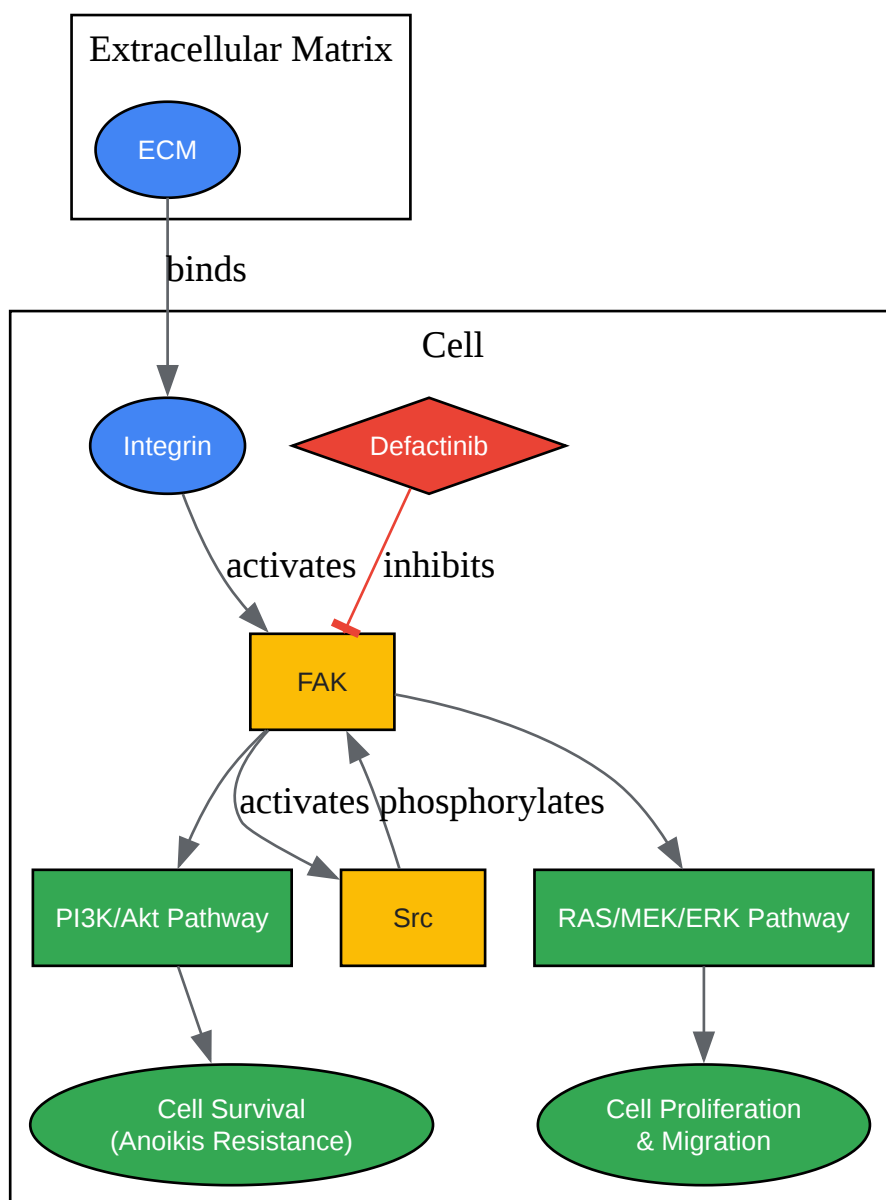 Extracellular Matrix
ECM
binds
Cell
Integrin
Defactinib
activates
inhibits
FAK
activates
phosphorylates
PI3K/Akt Pathway
Src
RAS/MEK/ERK Pathway
Cell Survival
(Anoikis Resistance)
Cell Proliferation
& Migration